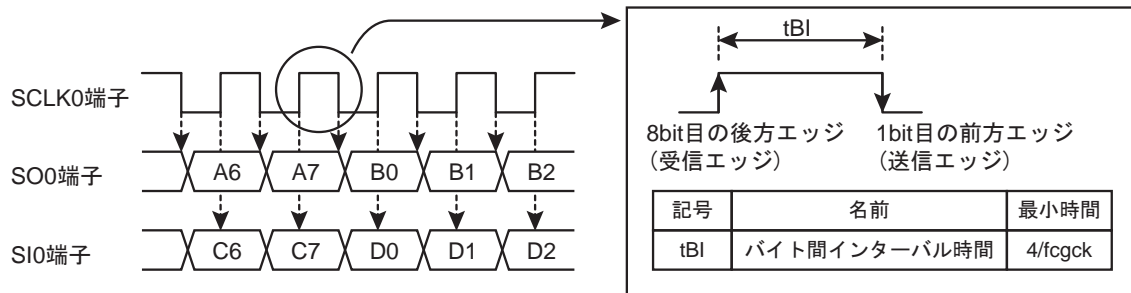 SCLK0端子
SO0端子
A6 A7 B0 B1 B2
SI0端子
C6 C7 D0 D1 D2
tBI
8bit目の後方エッジ
(受信エッジ)
1bit目の前方エッジ
(送信エッジ)
記号 名前 最小時間
tBI バイト間インターバル時間 4/fcgck